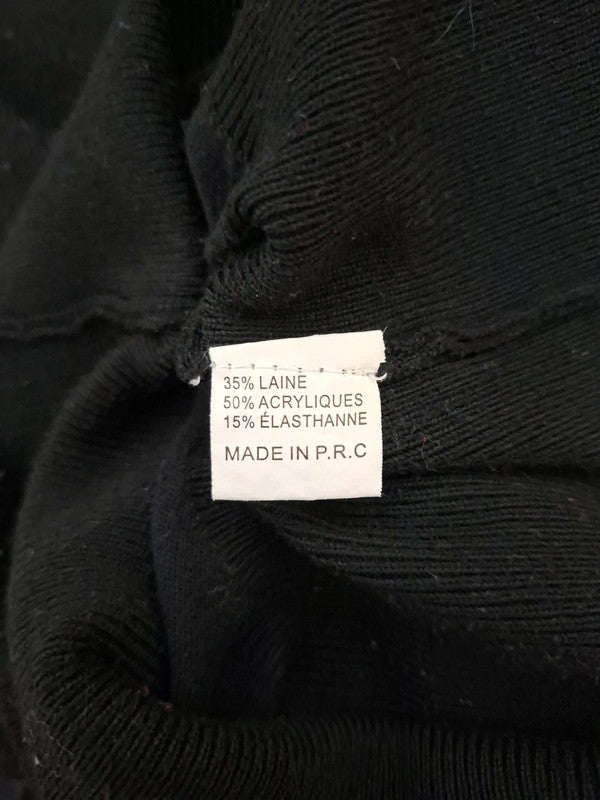 35% LAINE
50% ACRYLIQUES
15% ÉLASTHANNE
MADE IN P.R.C